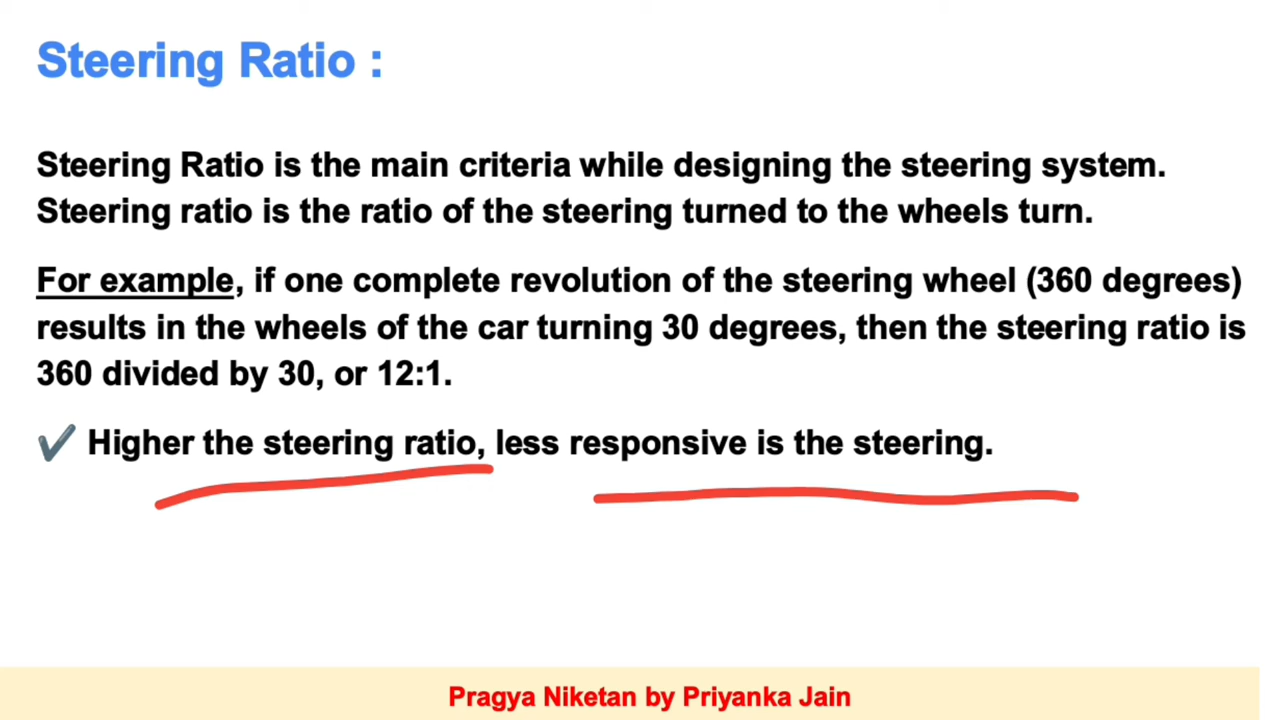 Steering Ratio :
Steering Ratio is the main criteria while designing the steering system.
Steering ratio is the ratio of the steering turned to the wheels turn.
For example, if one complete revolution of the steering wheel (360 degrees)
results in the wheels of the car turning 30 degrees, then the steering ratio is
360 divided by 30, or 12:1.
✔ Higher the steering ratio, less responsive is the steering.
Pragya Niketan by Priyanka Jain